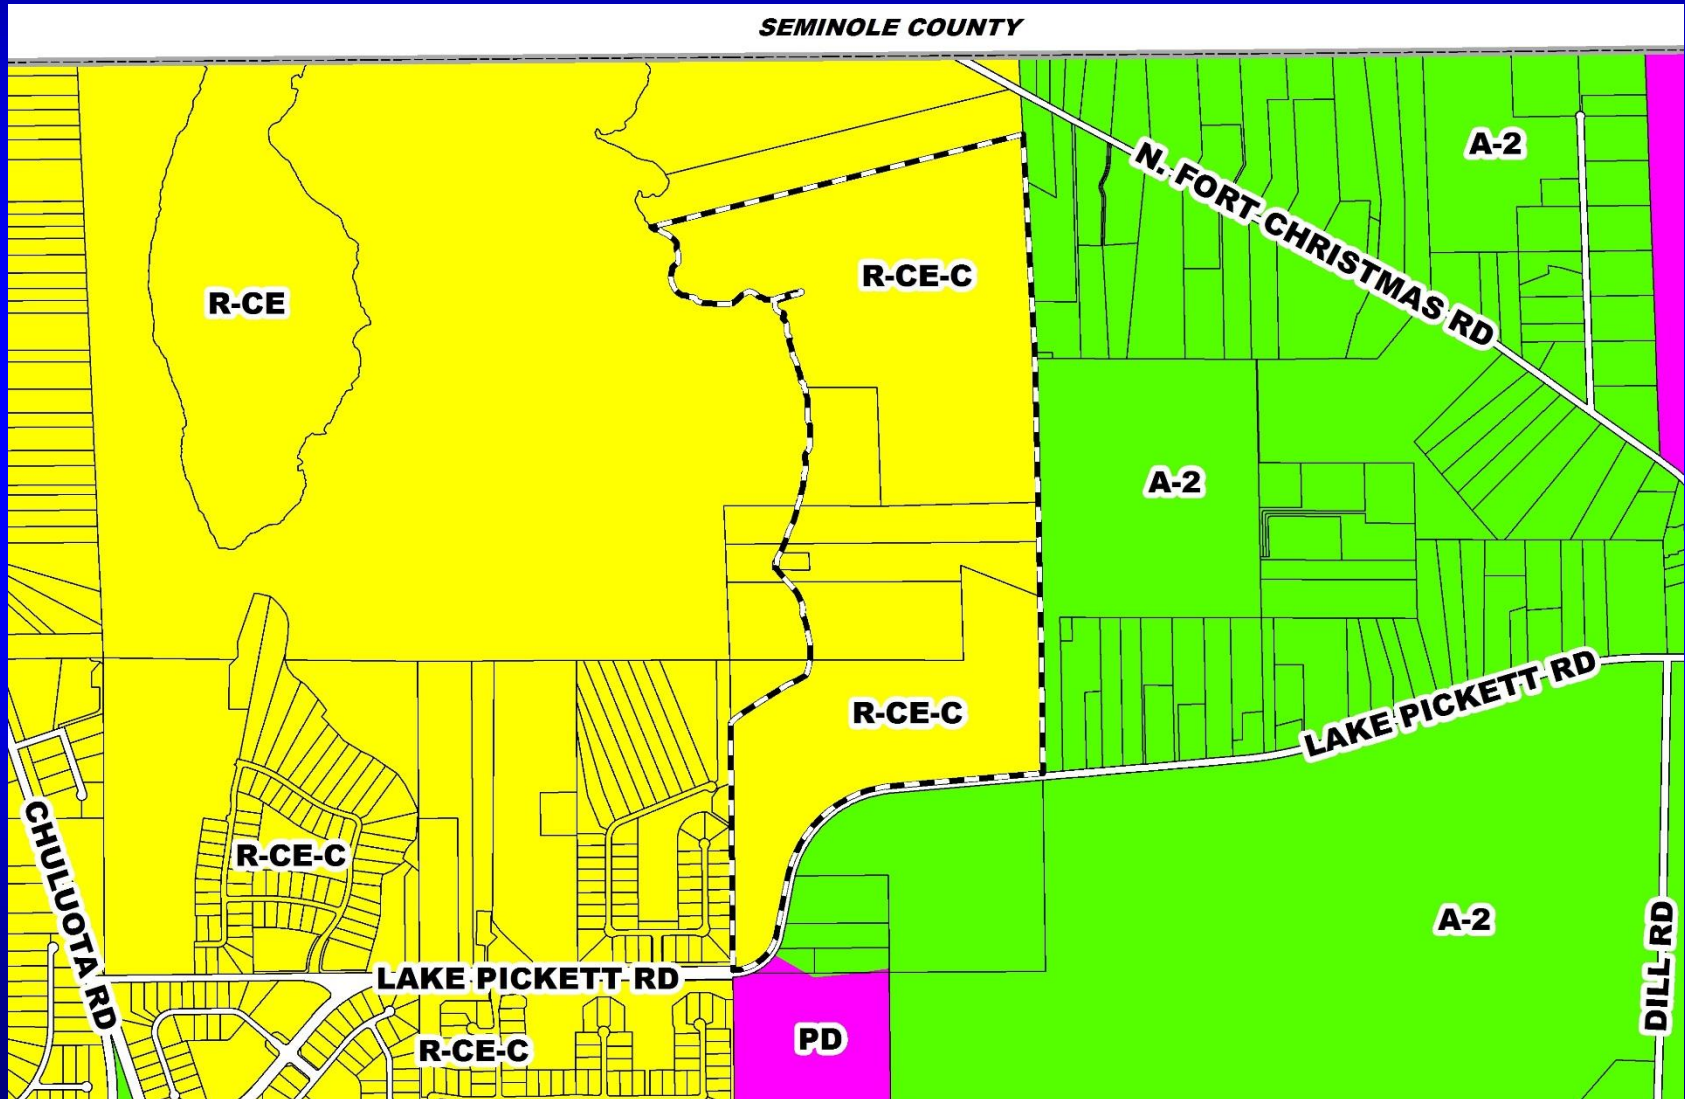 SEMINOLE COUNTY
A-2
N. FORT CHRISTMAS RD
R-CE-C
R-CE
A-2
LAKE PICKETT RD
R-CE-C
CHULUOTA RD
R-CE-C
A-2
DILL RD
LAKE PICKETT RD
PD
R-CE-C